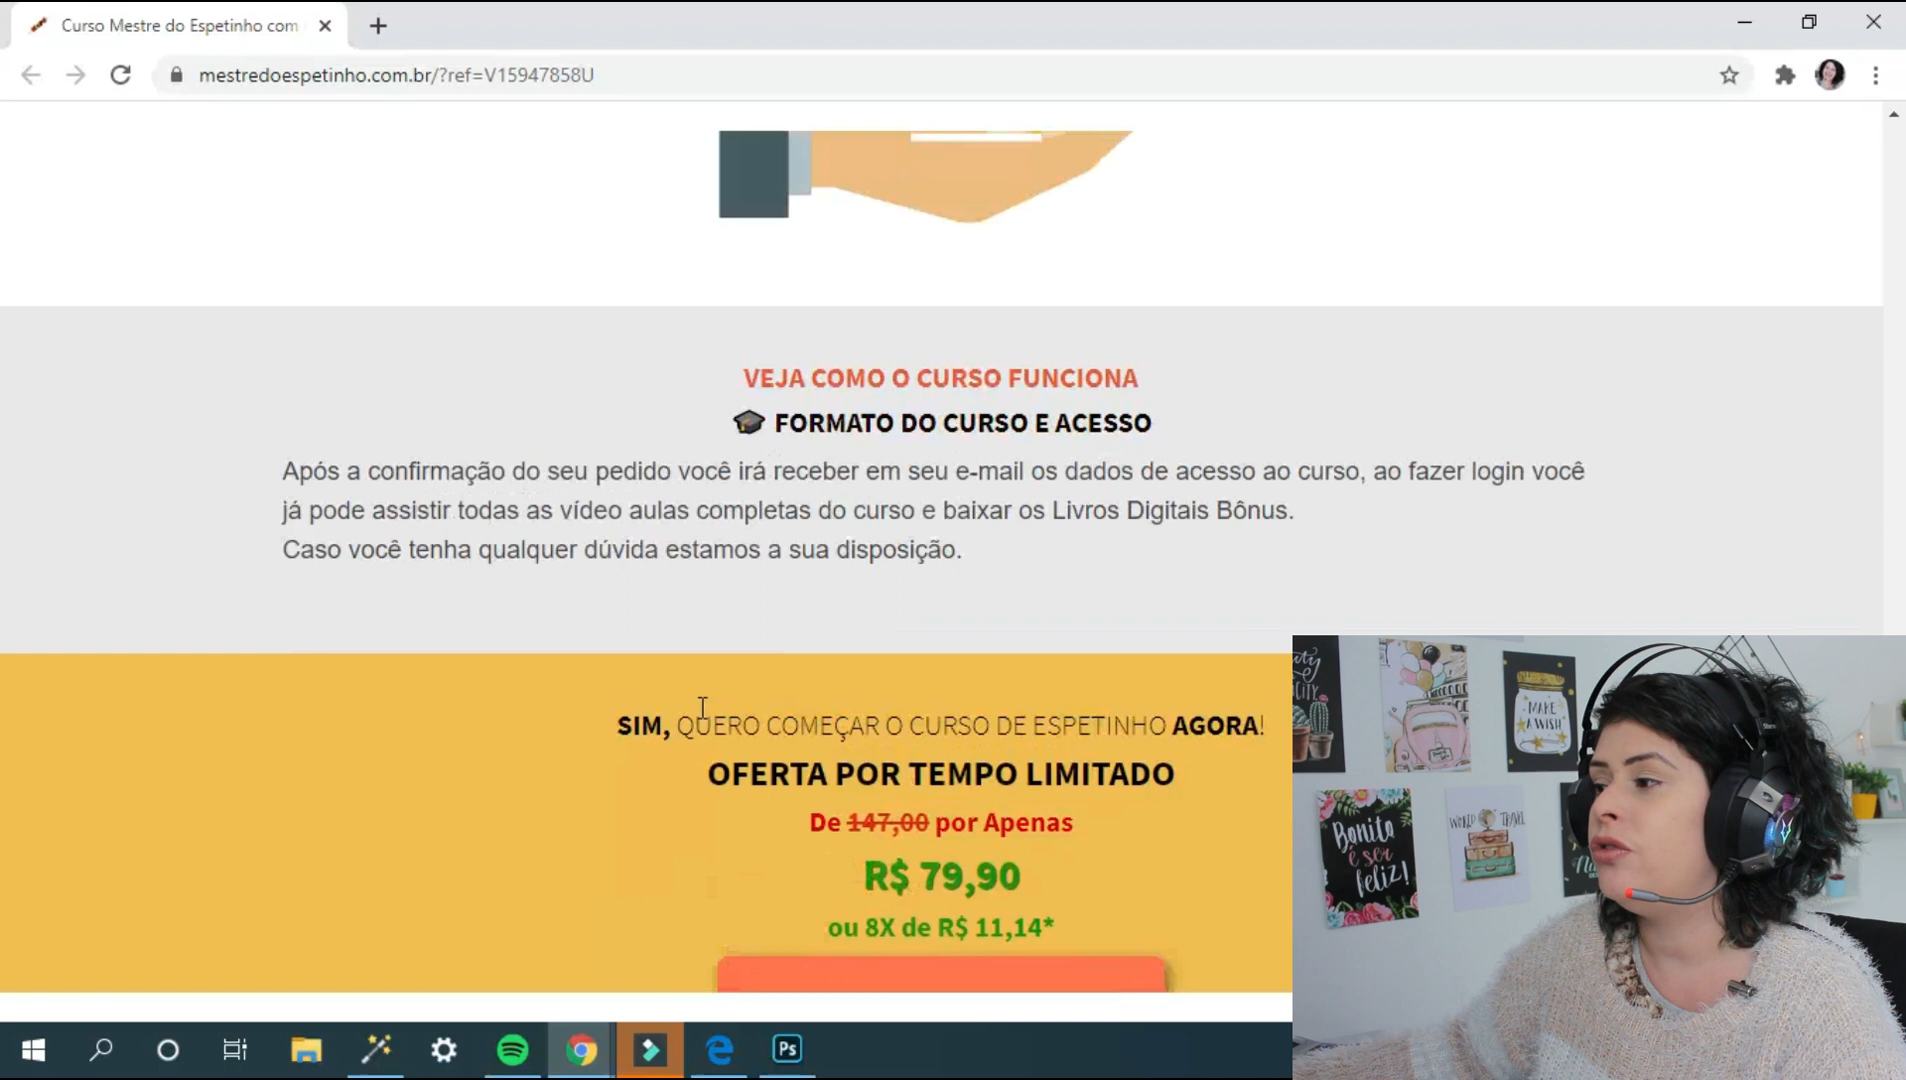 Curso Mestre do Espetinho com
mestredoespetinho.com.br/?ref=V15947858U
VEJA COMO O CURSO FUNCIONA
FORMATO DO CURSO E ACESSO
Após a confirmação do seu pedido você irá receber em seu e-mail os dados de acesso ao curso, ao fazer login você
já pode assistir todas as vídeo aulas completas do curso e baixar os Livros Digitais Bônus.
Caso você tenha qualquer dúvida estamos a sua disposição.
SIM, QUERO COMEÇAR O CURSO DE ESPETINHO AGORA!
OFERTA POR TEMPO LIMITADO
De 147,00 por Apenas
R$ 79,90
ou 8X de R$ 11,14*
MAKE
A WISH
Bonito
é ser
feliz!
WORLD TRAVEL
Ps